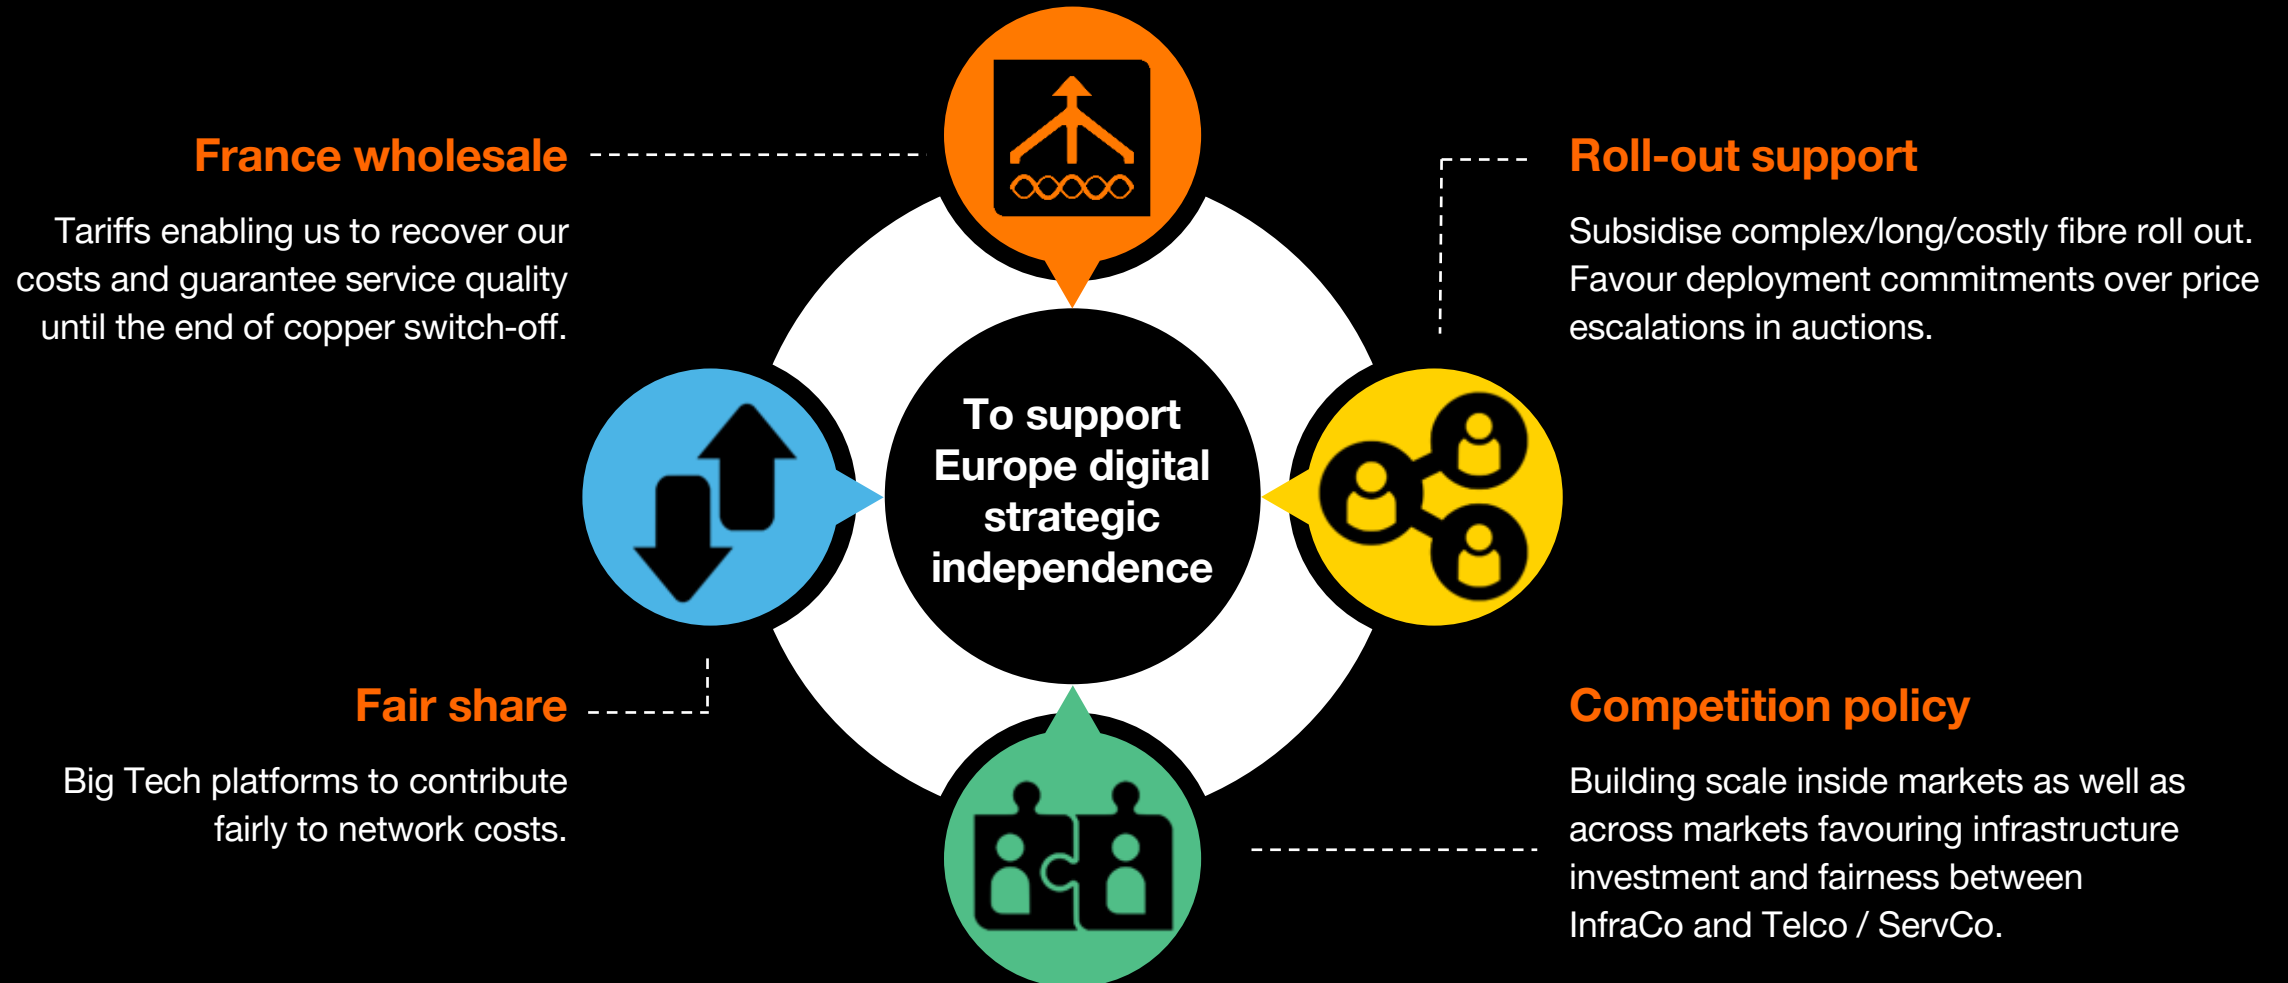 France wholesale
Tariffs enabling us to recover our
costs and guarantee service quality
until the end of copper switch-off.
Roll-out support
Subsidise complex/long/costly fibre roll out.
Favour deployment commitments over price
escalations in auctions.
To support
Europe digital
strategic
independence
Fair share
Big Tech platforms to contribute
fairly to network costs.
Competition policy
Building scale inside markets as well as
across markets favouring infrastructure
investment and fairness between
InfraCo and Telco / ServCo.